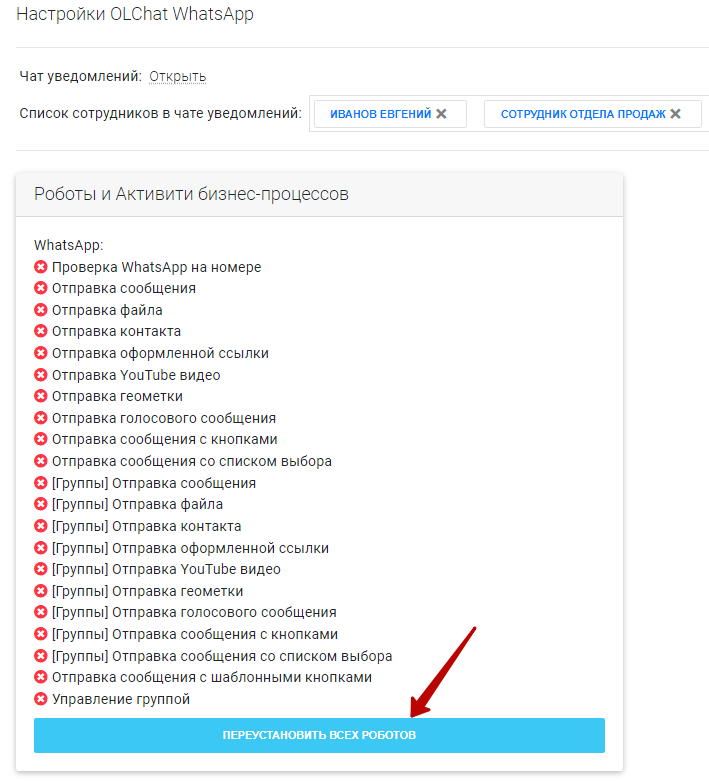 Настройки OLChat WhatsApp
Чат уведомлений: Открыть
Список сотрудников в чате уведомлений: ИВАНОВ ЕВГЕНИЙ СОТРУДНИК ОТДЕЛА ПРОДАЖ
Роботы и Активити бизнес-процессов
WhatsApp:
Проверка WhatsApp на номере
Отправка сообщения
Отправка файла
Отправка контакта
Отправка оформленной ссылки
Отправка YouTube видео
Отправка геометки
Отправка голосового сообщения
Отправка сообщения с кнопками
Отправка сообщения со списком выбора
[Группы] Отправка сообщения
[Группы] Отправка файла
[Группы] Отправка контакта
[Группы] Отправка оформленной ссылки
[Группы] Отправка YouTube видео
[Группы] Отправка геометки
[Группы] Отправка голосового сообщения
[Группы] Отправка сообщения с кнопками
[Группы] Отправка сообщения со списком выбора
Отправка сообщения с шаблонными кнопками
Управление группой
ПЕРЕУСТАНОВИТЬ ВСЕХ РОБОТОВ